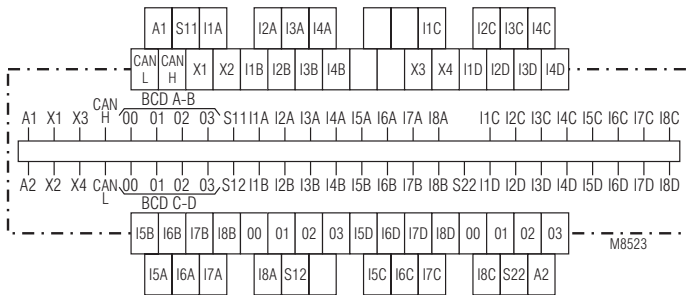 A1 S11 I1A I2A I3A I4A I1C I2C I3C I4C
CAN L CAN H X1 X2 I1B I2B I3B I4B X3 X4 I1D I2D I3D I4D
BCD A-B
A1 X1 X3 CAN H 00 01 02 03 S11 I1A I2A I3A I4A I5A I6A I7A I8A I1C I2C I3C I4C I5C I6C I7C I8C
A2 X2 X4 CAN L 00 01 02 03 S12 I1B I2B I3B I4B I5B I6B I7B I8B S22 I1D I2D I3D I4D I5D I6D I7D I8D
BCD C-D
I5B I6B I7B I8B 00 01 02 03 I5D I6D I7D I8D 00 01 02 03
M8523
I5A I6A I7A I8A S12 I5C I6C I7C I8C S22 A2